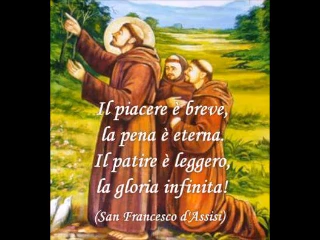 Il piacere è breve,
la pena è eterna.
Il patire è leggero,
la gloria infinita!
(San Francesco d'Assisi)